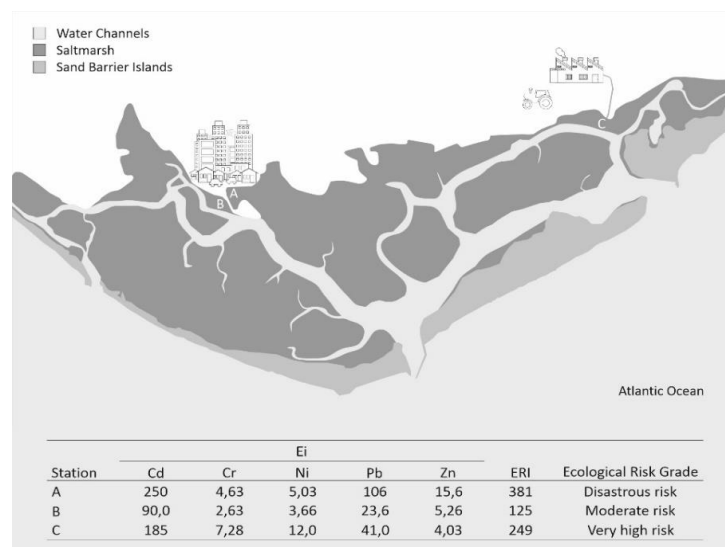 Water Channels
Saltmarsh
Sand Barrier Islands
C
A
B
Atlantic Ocean
Ei
Station Cd Cr Ni Pb Zn ERI Ecological Risk Grade
A 250 4,63 5,03 106 15,6 381 Disastrous risk
B 90,0 2,63 3,66 23,6 5,26 125 Moderate risk
C 185 7,28 12,0 41,0 4,03 249 Very high risk